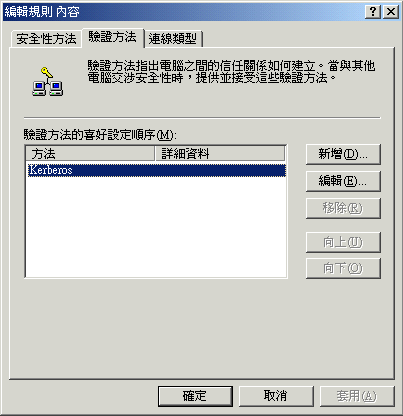 編輯規則 內容
安全性方法
驗證方法
連線類型
驗證方法指出電腦之間的信任關係如何建立。當與其他
電腦交涉安全性時，提供並接受這些驗證方法。
驗證方法的喜好設定順序(M):
方法
詳細資料
Kerberos
新增(D)...
編輯(E)...
移除(R)
向上(U)
向下(O)
確定
取消
套用(A)